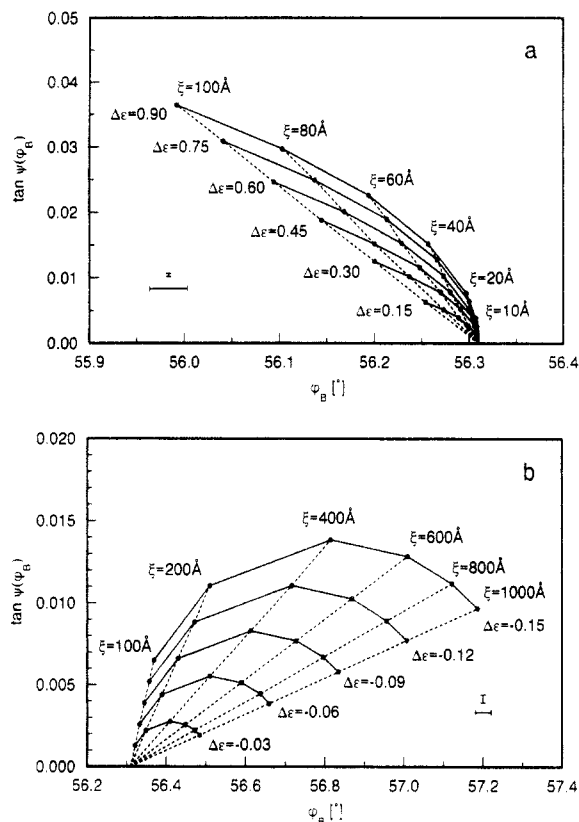 a
0.05
0.04
0.03
0.02
0.01
0.00
tan ψ(φB)
ξ=100Å
Δε=0.90
ξ=80Å
Δε=0.75
ξ=60Å
Δε=0.60
ξ=40Å
Δε=0.45
Δε=0.30
ξ=20Å
Δε=0.15
ξ=10Å
55.9 56.0 56.1 56.2 56.3 56.4
φB [°]
b
0.020
0.015
0.010
0.005
0.000
tan ψ(φB)
ξ=400Å
ξ=600Å
ξ=200Å
ξ=800Å
ξ=1000Å
ξ=100Å
Δε=-0.15
Δε=-0.12
Δε=-0.09
Δε=-0.06
Δε=-0.03
56.2 56.4 56.6 56.8 57.0 57.2 57.4
φB [°]